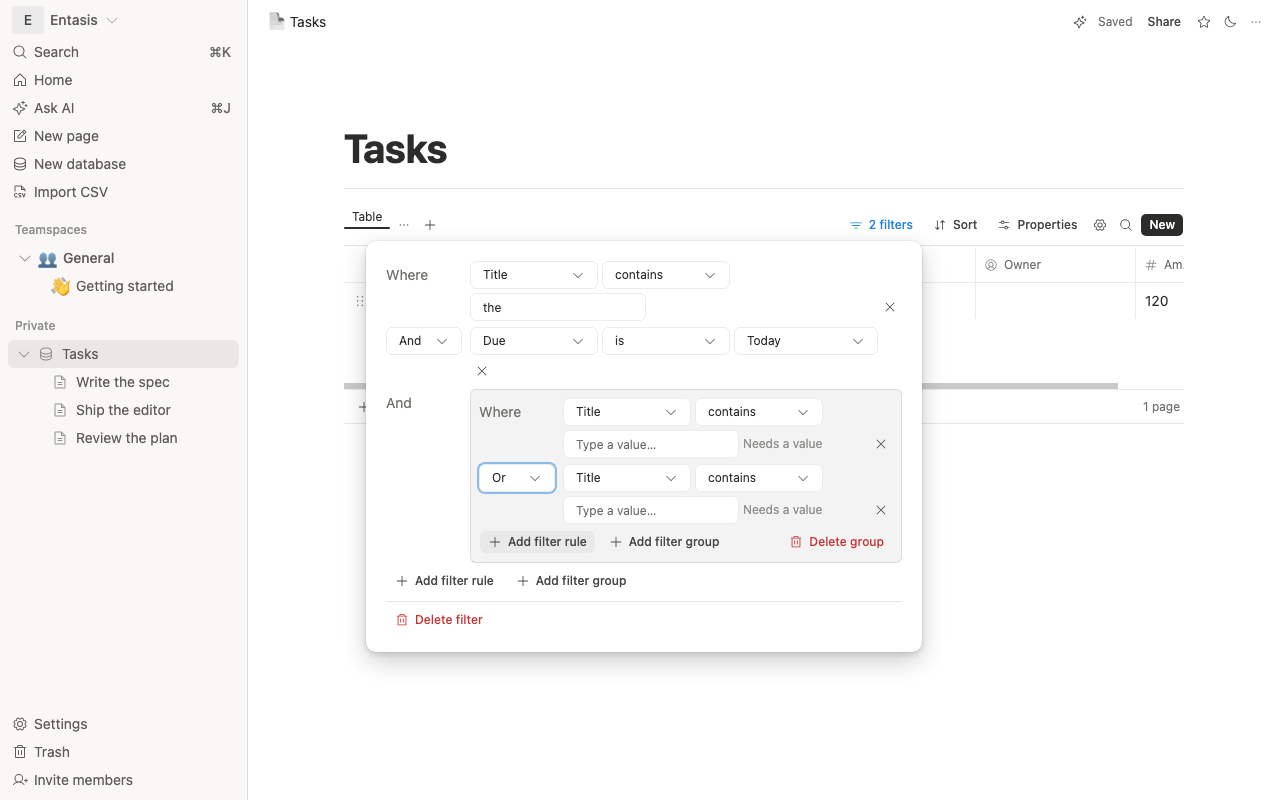 E Entasis
Search ⌘K
Home
Ask AI ⌘J
New page
New database
Import CSV
Teamspaces
General
Getting started
Private
Tasks
Write the spec
Ship the editor
Review the plan
Settings
Trash
Invite members
Tasks
Saved Share
Tasks
Table
2 filters Sort Properties New
Owner Am.
120
1 page
Where Title contains
the
And Due is Today
And Where Title contains
Type a value... Needs a value
Or Title contains
Type a value... Needs a value
Add filter rule Add filter group Delete group
Add filter rule Add filter group
Delete filter